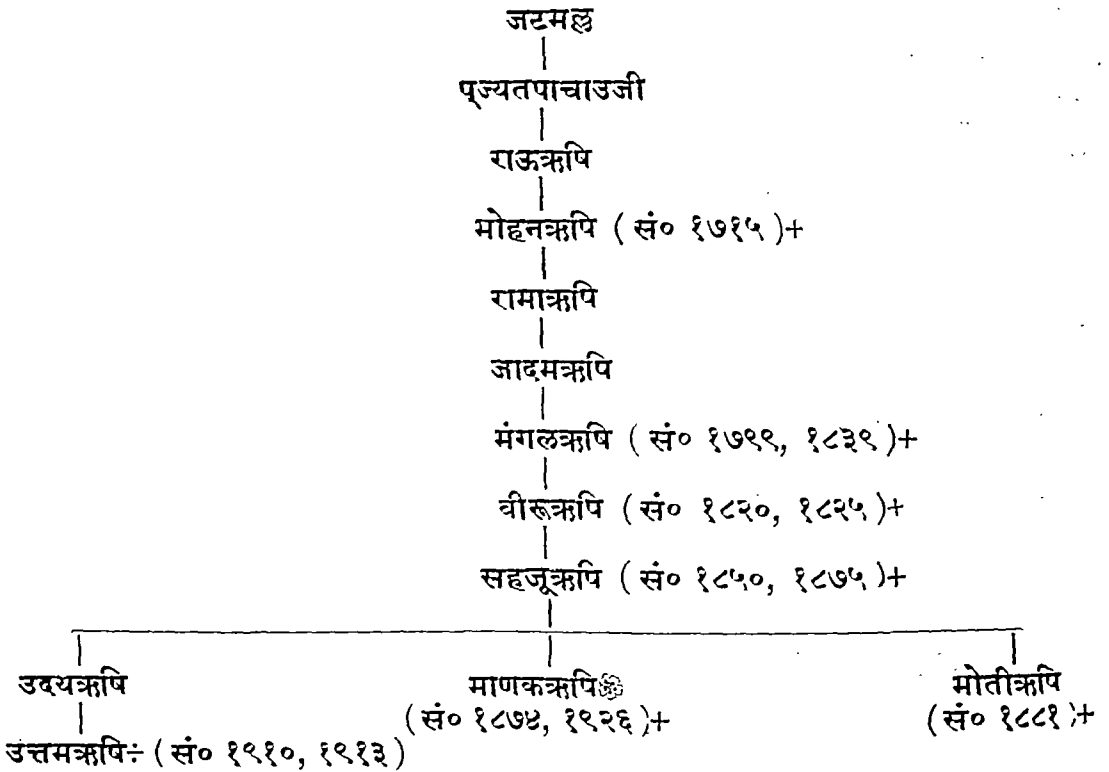 जटमल्ल
पूज्यतपाचाउजी
राऊऋषि
मोहनऋषि ( सं० १७१५ )+
रामाऋषि
जादमऋषि
मंगलऋषि ( सं० १७९९, १८३९ )+
वीरूऋषि ( सं० १८२०, १८२५ )+
सहजूऋषि ( सं० १८५०, १८७५ )+
उदयऋषि माणकऋषि मोतीऋषि
( सं० १८७४, १९२६ )+ ( सं० १८८१ )+
उत्तमऋषि÷ ( सं० १९१०, १९१३ )